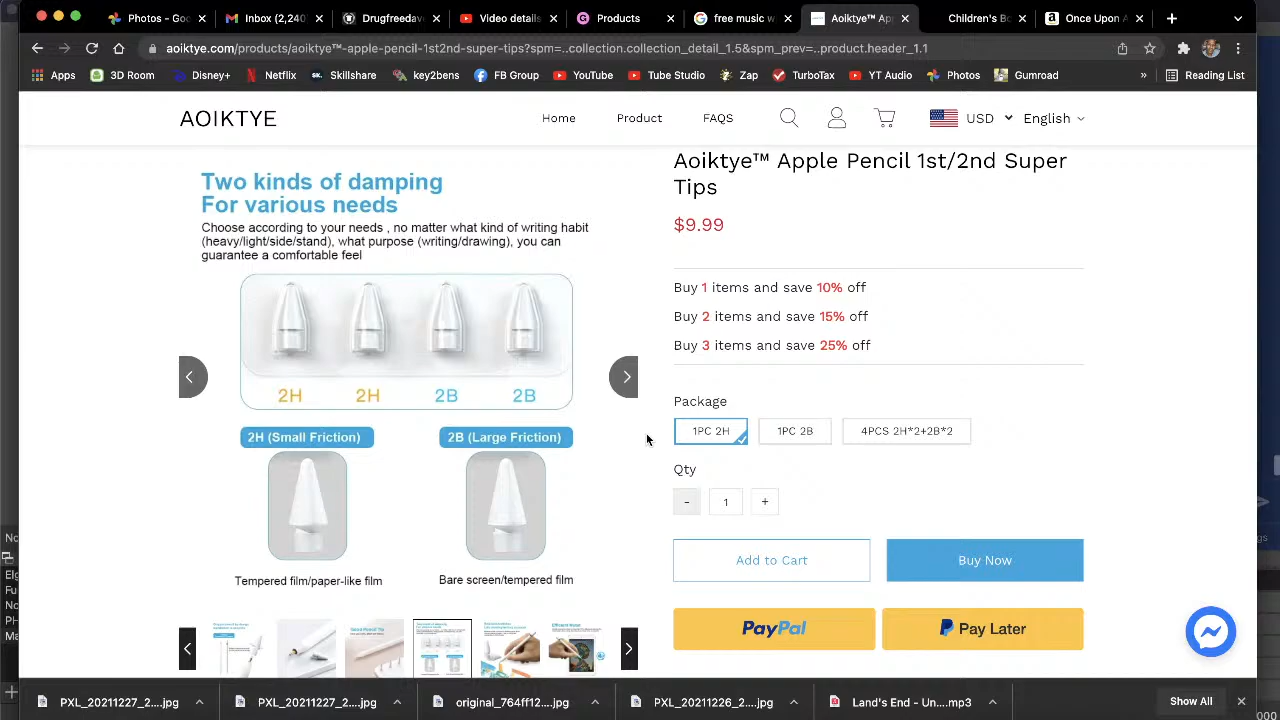 Photos - Goo
Inbox (2,240
Drugfreedave
Video details
Products
free music w
Aoiktye™ App
Children's Bo
Once Upon A
aoiktye.com/products/aoiktye™-apple-pencil-1st2nd-super-tips?spm=..collection.collection_detail_1.5&spm_prev=..product.header_1.1
Apps
3D Room
Disney+
Netflix
Skillshare
key2bens
FB Group
YouTube
Tube Studio
Zap
TurboTax
YT Audio
Photos
Gumroad
»
Reading List
AOIKTYE
Home
Product
FAQS
USD
English
Two kinds of damping
For various needs
Choose according to your needs , no matter what kind of writing habit
(heavy/light/side/stand), what purpose (writing/drawing), you can
guarantee a comfortable feel
2H 2H 2B 2B
2H (Small Friction)
2B (Large Friction)
Tempered film/paper-like film
Bare screen/tempered film
Aoiktye™ Apple Pencil 1st/2nd Super
Tips
$9.99
Buy 1 items and save 10% off
Buy 2 items and save 15% off
Buy 3 items and save 25% off
Package
1PC 2H
1PC 2B
4PCS 2H*2+2B*2
Qty
- 1 +
Add to Cart
Buy Now
PayPal
Pay Later
PXL_20211227_2....jpg
PXL_20211227_2....jpg
original_764ff12....jpg
PXL_20211226_2....jpg
Land's End - Un....mp3
Show All